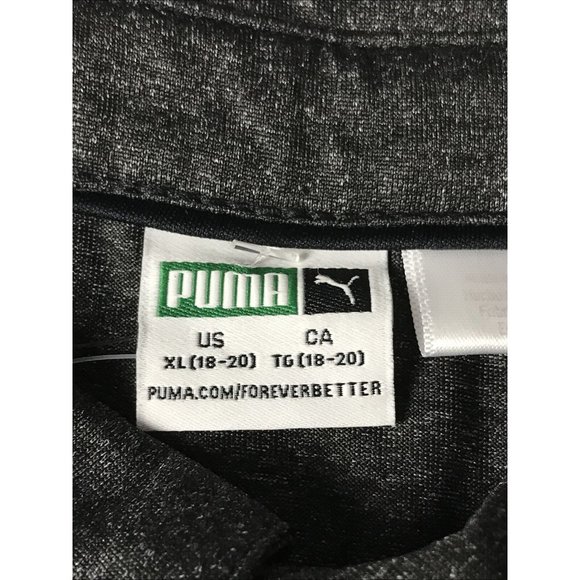 PUMA
US CA
XL(18-20) TG(18-20)
PUMA.COM/FOREVERBETTER